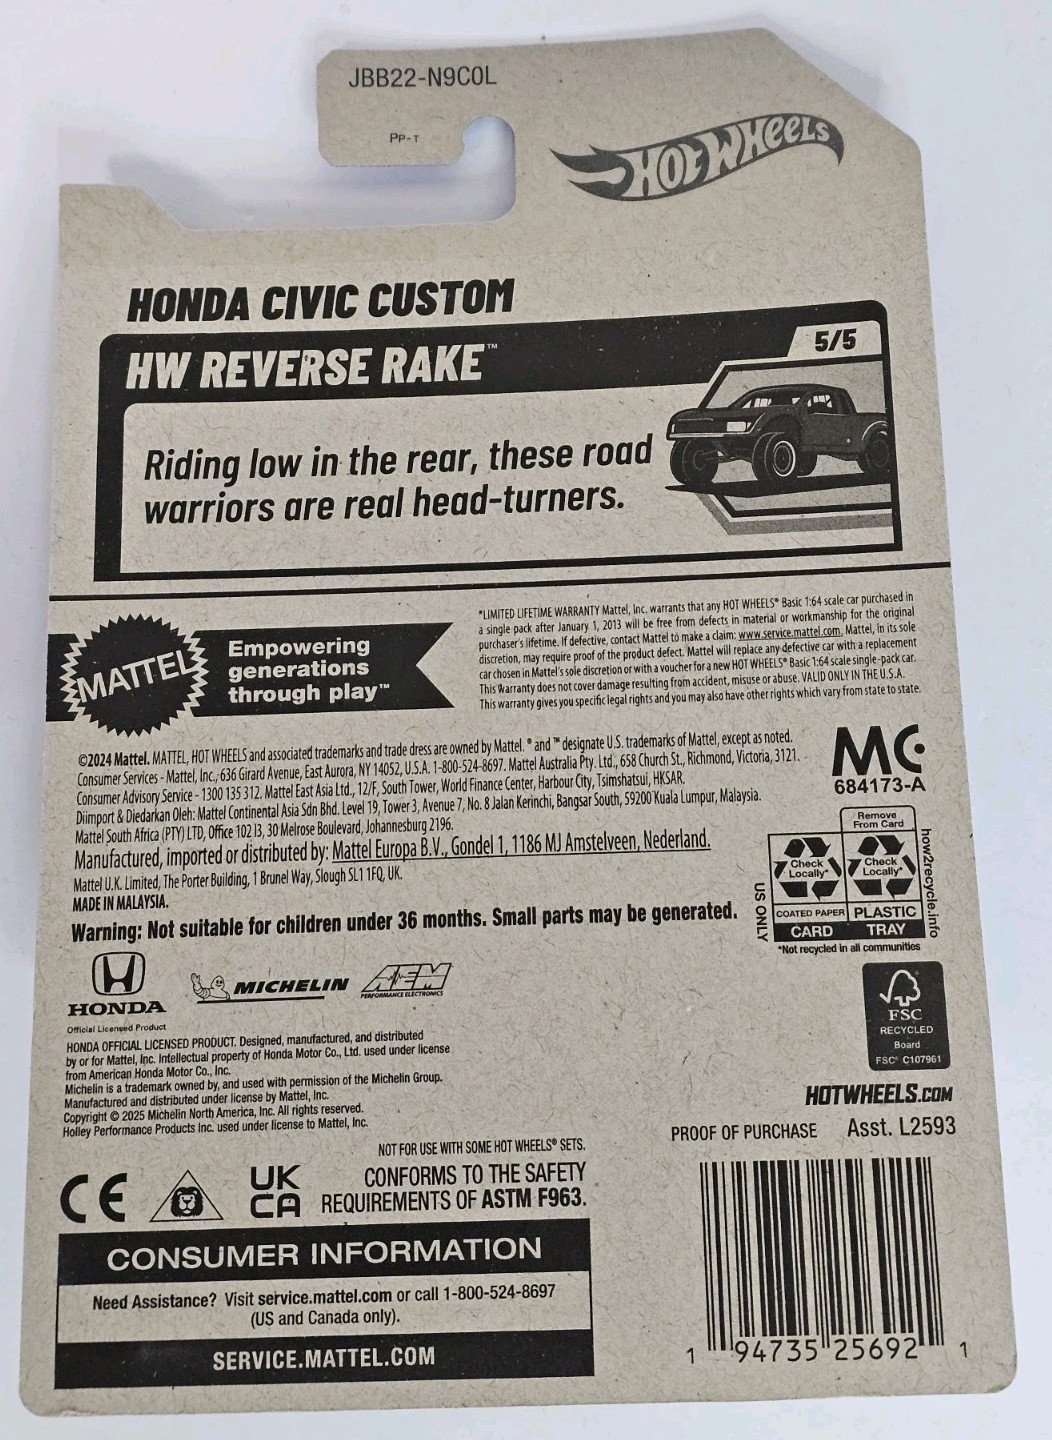 JBB22-N9C0L
PP-T
HOT WHEELS
HONDA CIVIC CUSTOM
HW REVERSE RAKE™
5/5
Riding low in the rear, these road
warriors are real head-turners.
MATTEL
Empowering
generations
through play™
*LIMITED LIFETIME WARRANTY Mattel, Inc. warrants that any HOT WHEELS® Basic 1:64 scale car purchased in
a single-pack after January 1, 2013 will be free from defects in material or workmanship for the original
purchaser's lifetime. If defective, contact Mattel to make a claim: www.service.mattel.com. Mattel, in its sole
discretion, may require proof of the product defect. Mattel will replace any defective car with a replacement
car chosen in Mattel's sole discretion or with a voucher for a new HOT WHEELS® Basic 1:64 scale single-pack car.
This Warranty does not cover damage resulting from accident, misuse or abuse. VALID ONLY IN THE U.S.A.
This warranty gives you specific legal rights and you may also have other rights which vary from state to state.
©2024 Mattel. MATTEL, HOT WHEELS and associated trademarks and trade dress are owned by Mattel. ® and ™ designate U.S. trademarks of Mattel, except as noted.
Consumer Services - Mattel, Inc., 636 Girard Avenue, East Aurora, NY 14052, U.S.A. 1-800-524-8697. Mattel Australia Pty. Ltd., 658 Church St., Richmond, Victoria, 3121.
Consumer Advisory Service - 1300 135 312. Mattel East Asia Ltd., 12/F, South Tower, World Finance Center, Harbour City, Tsimshatsui, HKSAR.
Diimport & Diedarkan Oleh: Mattel Continental Asia Sdn Bhd. Level 19, Tower 3, Avenue 7, No. 8 Jalan Kerinchi, Bangsar South, 59200 Kuala Lumpur, Malaysia.
Mattel South Africa (PTY) LTD, Office 102 I3, 30 Melrose Boulevard, Johannesburg 2196.
Manufactured, imported or distributed by: Mattel Europa B.V., Gondel 1, 1186 MJ Amstelveen, Nederland.
Mattel U.K. Limited, The Porter Building, 1 Brunel Way, Slough SL1 1FQ, UK.
MADE IN MALAYSIA.
Warning: Not suitable for children under 36 months. Small parts may be generated.
MC
684173-A
Remove
From Card
Check
Locally*
Check
Locally*
COATED PAPER
PLASTIC
CARD
TRAY
US ONLY
how2recycle.info
*Not recycled in all communities
HONDA
Official Licensed Product
MICHELIN
AEM
PERFORMANCE ELECTRONICS
FSC
RECYCLED
Board
FSC® C107961
HONDA OFFICIAL LICENSED PRODUCT. Designed, manufactured, and distributed
by or for Mattel, Inc. Intellectual property of Honda Motor Co., Ltd. used under license
from American Honda Motor Co., Inc.
Michelin is a trademark owned by, and used with permission of the Michelin Group.
Manufactured and distributed under license by Mattel, Inc.
Copyright © 2025 Michelin North America, Inc. All rights reserved.
Holley Performance Products Inc. used under license to Mattel, Inc.
HOTWHEELS.COM
PROOF OF PURCHASE
Asst. L2593
NOT FOR USE WITH SOME HOT WHEELS® SETS.
CE
UK
CA
CONFORMS TO THE SAFETY
REQUIREMENTS OF ASTM F963.
CONSUMER INFORMATION
Need Assistance? Visit service.mattel.com or call 1-800-524-8697
(US and Canada only).
SERVICE.MATTEL.COM
1 94735 25692 1